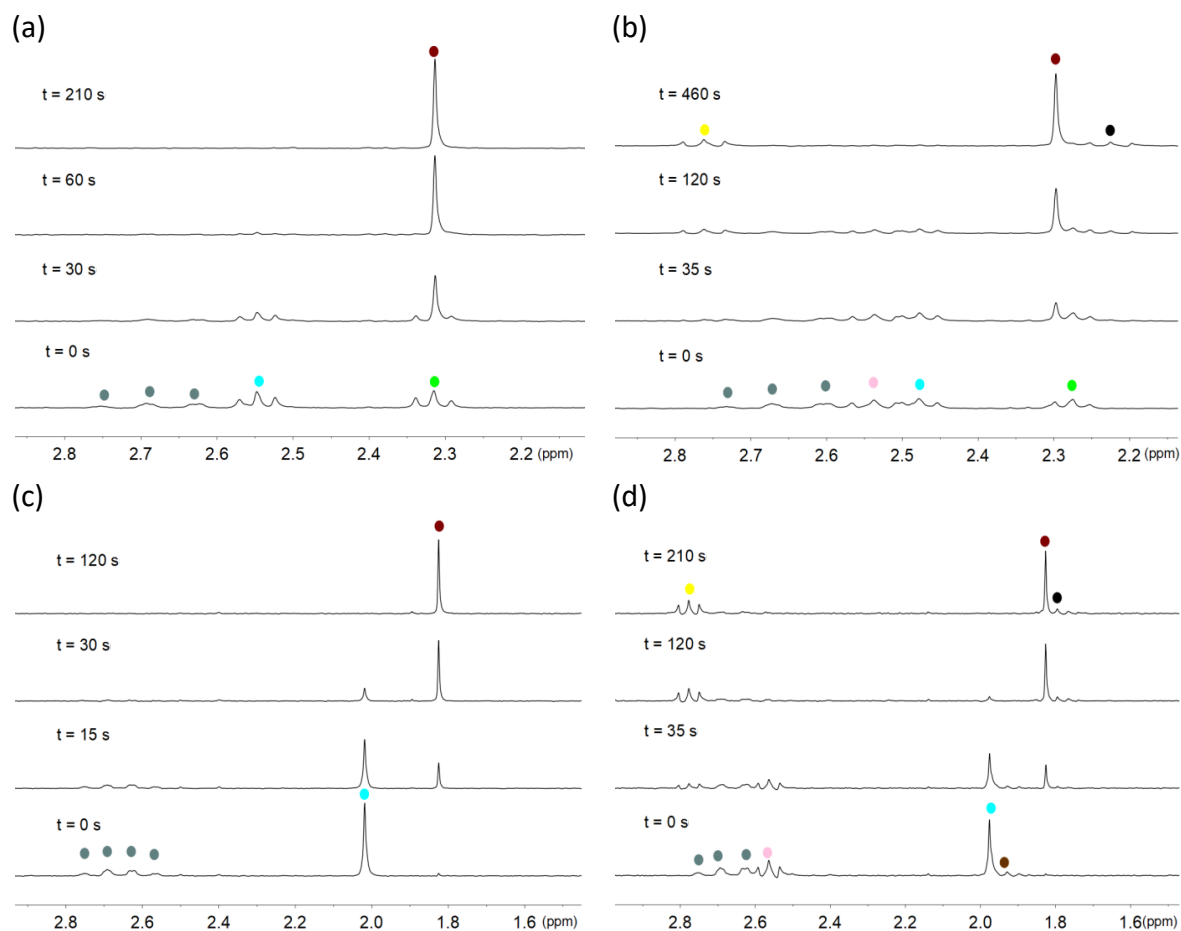 (a)
t = 210 s
t = 60 s
t = 30 s
t = 0 s
2.8 2.7 2.6 2.5 2.4 2.3 2.2 (ppm)
(b)
t = 460 s
t = 120 s
t = 35 s
t = 0 s
2.8 2.7 2.6 2.5 2.4 2.3 2.2 (ppm)
(c)
t = 120 s
t = 30 s
t = 15 s
t = 0 s
2.8 2.6 2.4 2.2 2.0 1.8 1.6 (ppm)
(d)
t = 210 s
t = 120 s
t = 35 s
t = 0 s
2.8 2.6 2.4 2.2 2.0 1.8 1.6 (ppm)